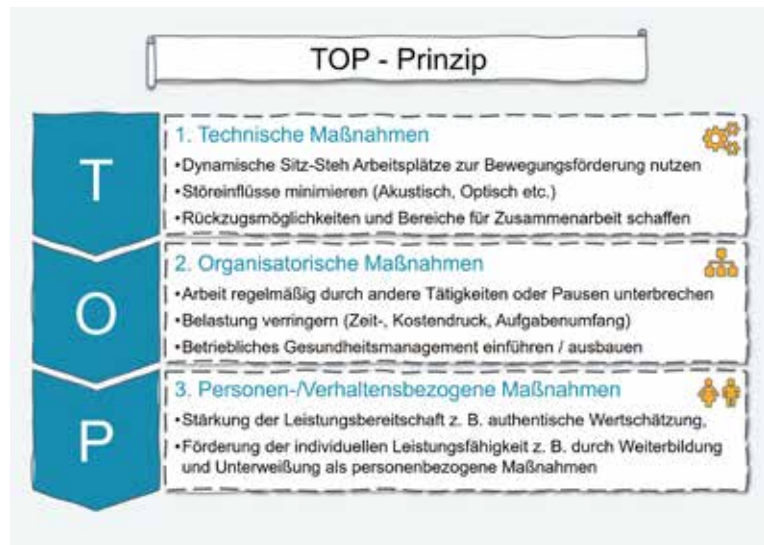 TOP - Prinzip
T
1. Technische Maßnahmen
•Dynamische Sitz-Steh Arbeitsplätze zur Bewegungsförderung nutzen
•Störeinflüsse minimieren (Akustisch, Optisch etc.)
•Rückzugsmöglichkeiten und Bereiche für Zusammenarbeit schaffen
O
2. Organisatorische Maßnahmen
•Arbeit regelmäßig durch andere Tätigkeiten oder Pausen unterbrechen
•Belastung verringern (Zeit-, Kostendruck, Aufgabenumfang)
•Betriebliches Gesundheitsmanagement einführen / ausbauen
P
3. Personen-/Verhaltensbezogene Maßnahmen
•Stärkung der Leistungsbereitschaft z. B. authentische Wertschätzung,
•Förderung der individuellen Leistungsfähigkeit z. B. durch Weiterbildung
und Unterweißung als personenbezogene Maßnahmen